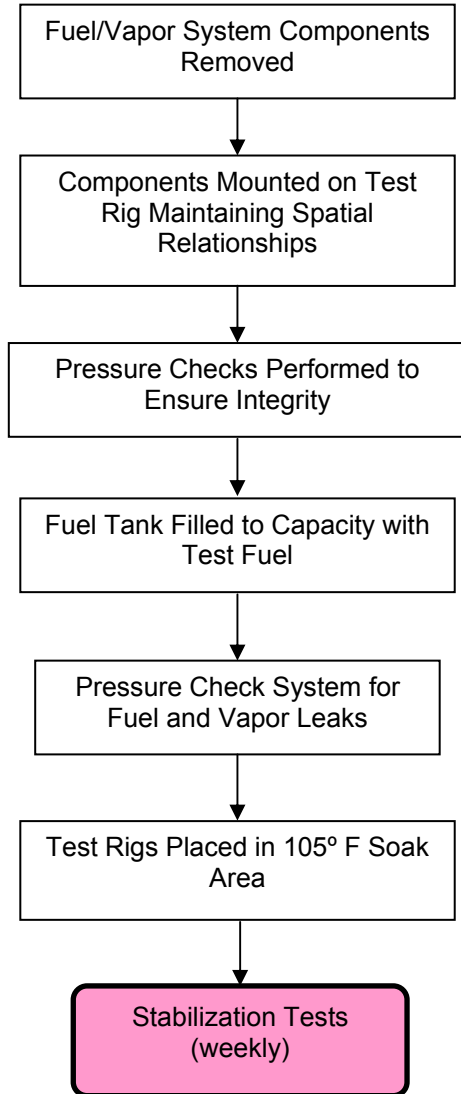 Fuel/Vapor System Components
Removed
Components Mounted on Test
Rig Maintaining Spatial
Relationships
Pressure Checks Performed to
Ensure Integrity
Fuel Tank Filled to Capacity with
Test Fuel
Pressure Check System for
Fuel and Vapor Leaks
Test Rigs Placed in 105º F Soak
Area
Stabilization Tests
(weekly)